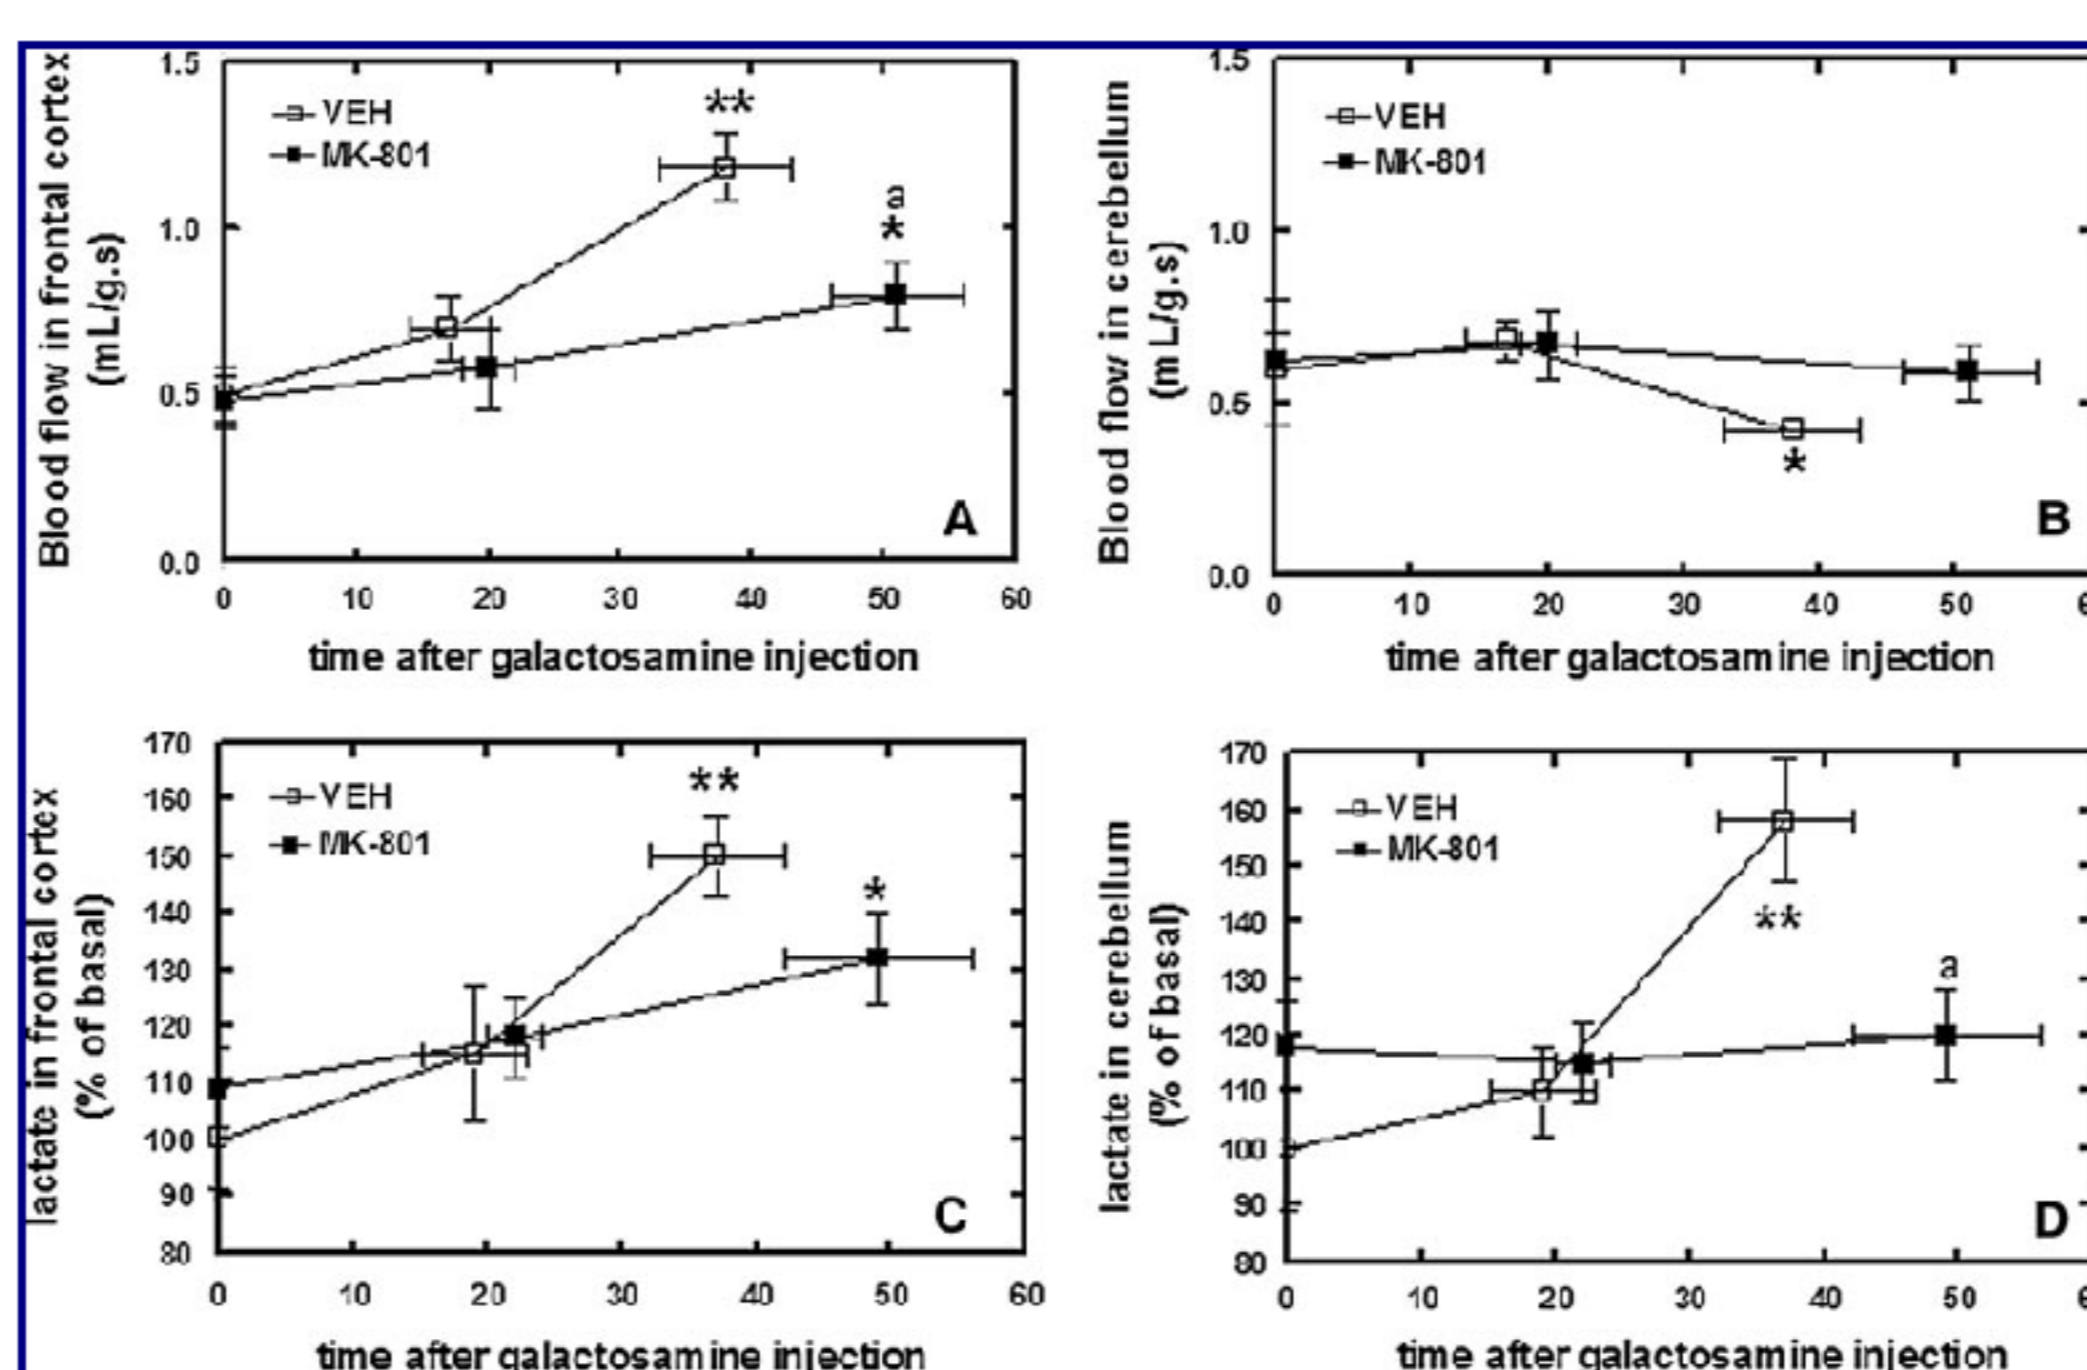 Blood flow in frontal cortex
(mL/g.s)
1.5
1.0
0.5
0.0
VEH
MK-801
**
a
*
A
0 10 20 30 40 50 60
time after galactosamine injection
Blood flow in cerebellum
(mL/g.s)
1.5
1.0
0.5
0.0
VEH
MK-801
*
B
0 10 20 30 40 50
time after galactosamine injection
lactate in frontal cortex
(% of basal)
170
160
150
140
130
120
110
100
90
80
VEH
MK-801
**
*
C
0 10 20 30 40 50 60
time after galactosamine injection
lactate in cerebellum
(% of basal)
170
160
150
140
130
120
110
100
90
80
VEH
MK-801
**
a
D
0 10 20 30 40 50
time after galactosamine injection